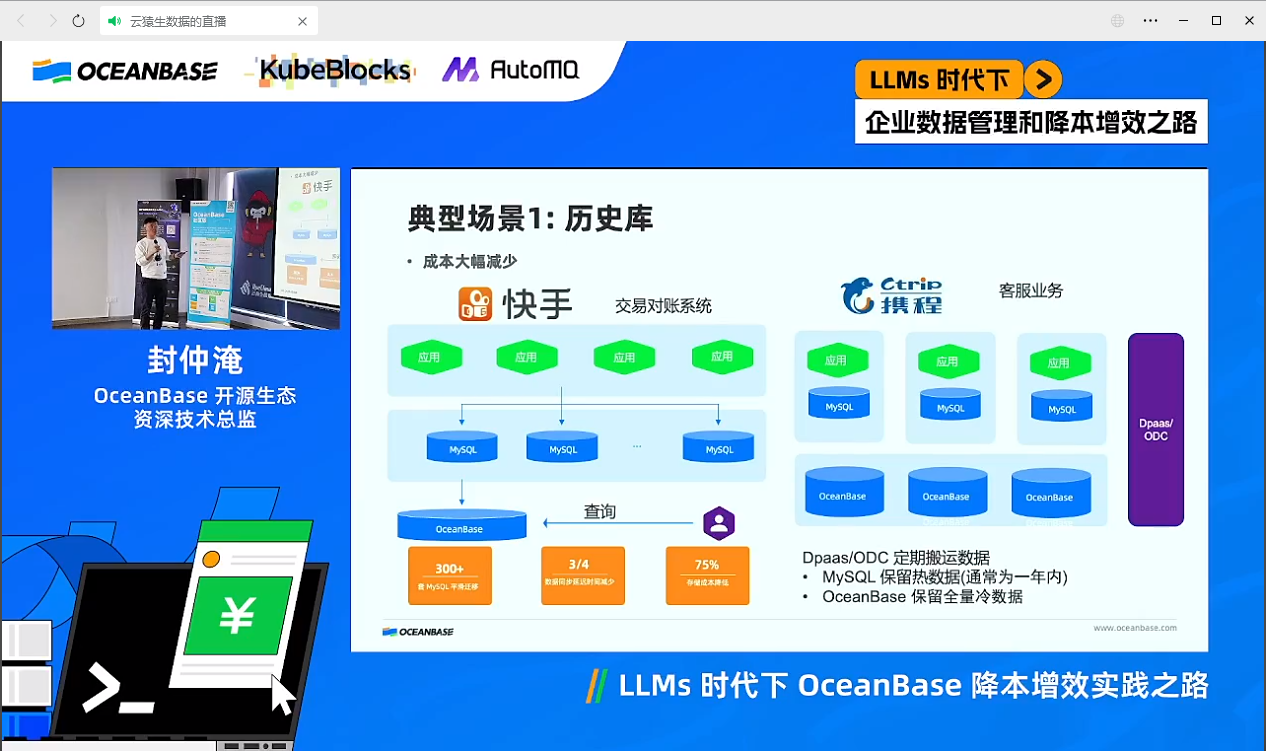 云猿生数据的直播
OCEANBASE
KubeBlocks
AutoMQ
LLMs 时代下
企业数据管理和降本增效之路
封仲淹
OceanBase 开源生态
资深技术总监
典型场景1: 历史库
• 成本大幅减少
快手
交易对账系统
应用
应用
应用
应用
MySQL
MySQL
...
MySQL
OceanBase
查询
300+
套 MySQL 平滑迁移
3/4
数据同步延迟时间减少
75%
存储成本降低
Ctrip
携程
客服业务
应用
应用
应用
MySQL
MySQL
MySQL
OceanBase
OceanBase
OceanBase
Dpaas/
ODC
Dpaas/ODC 定期搬运数据
• MySQL 保留热数据(通常为一年内)
• OceanBase 保留全量冷数据
OCEANBASE
www.oceanbase.com
¥
>_
LLMs 时代下 OceanBase 降本增效实践之路